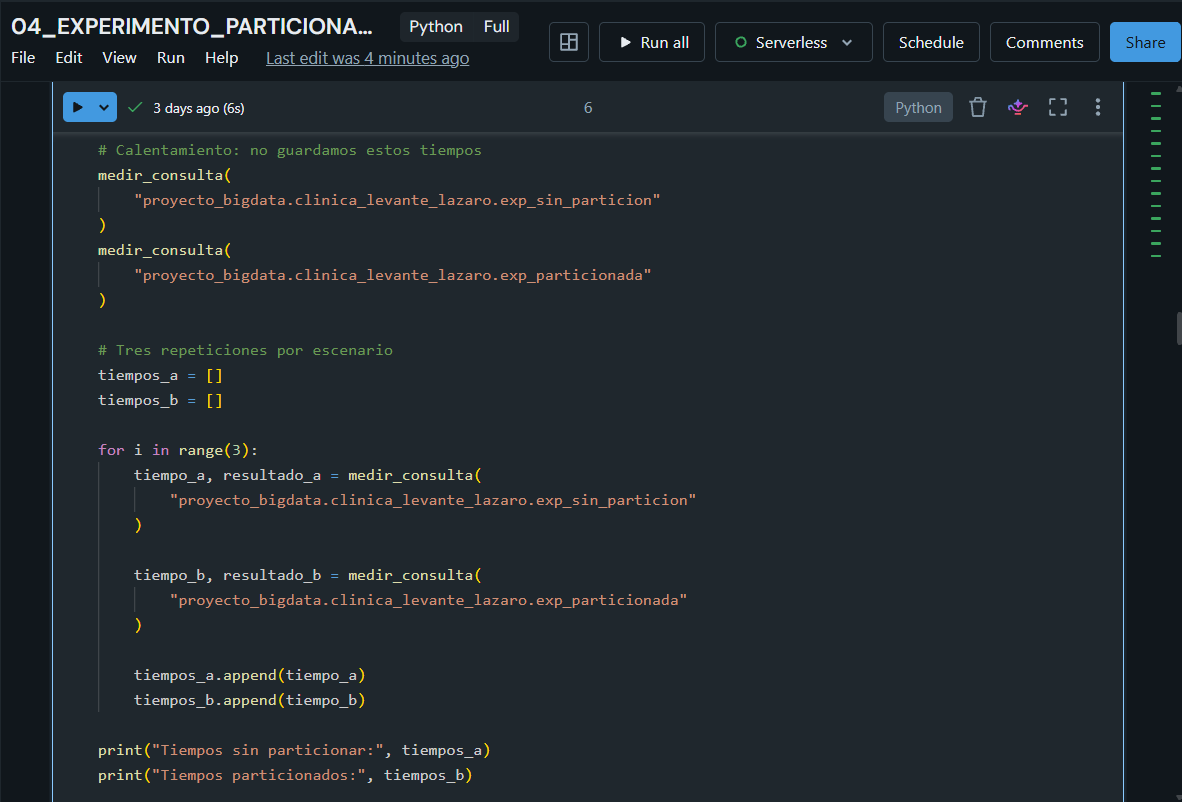 04_EXPERIMENTO_PARTICIONA... Python Full
File Edit View Run Help Last edit was 4 minutes ago
Run all Serverless Schedule Comments Share
3 days ago (6s) 6 Python
# Calentamiento: no guardamos estos tiempos
medir_consulta(
    "proyecto_bigdata.clinica_levante_lazaro.exp_sin_particion"
)
medir_consulta(
    "proyecto_bigdata.clinica_levante_lazaro.exp_particionada"
)
# Tres repeticiones por escenario
tiempos_a = []
tiempos_b = []
for i in range(3):
    tiempo_a, resultado_a = medir_consulta(
        "proyecto_bigdata.clinica_levante_lazaro.exp_sin_particion"
    )
    tiempo_b, resultado_b = medir_consulta(
        "proyecto_bigdata.clinica_levante_lazaro.exp_particionada"
    )
    tiempos_a.append(tiempo_a)
    tiempos_b.append(tiempo_b)
print("Tiempos sin particionar:", tiempos_a)
print("Tiempos particionados:", tiempos_b)